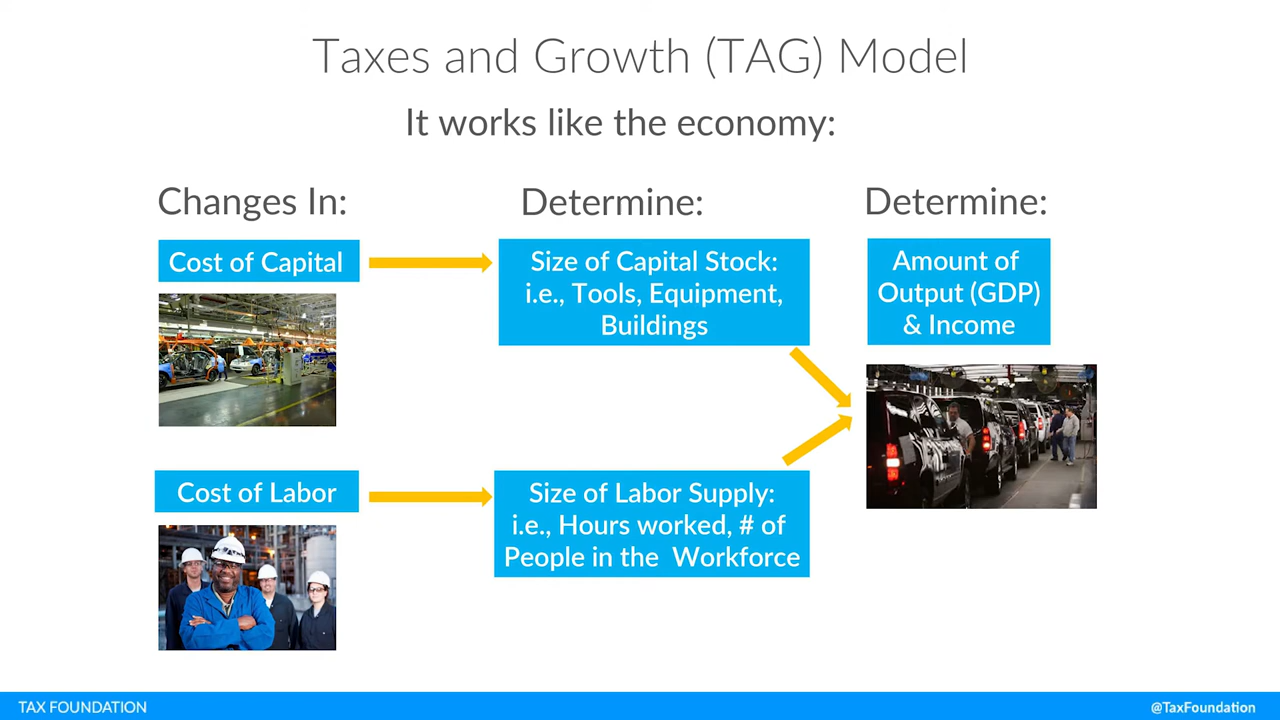 Taxes and Growth (TAG) Model
It works like the economy:
Changes In:
Determine:
Determine:
Cost of Capital
Size of Capital Stock:
i.e., Tools, Equipment,
Buildings
Amount of
Output (GDP)
& Income
Cost of Labor
Size of Labor Supply:
i.e., Hours worked, # of
People in the  Workforce
TAX FOUNDATION
@TaxFoundation